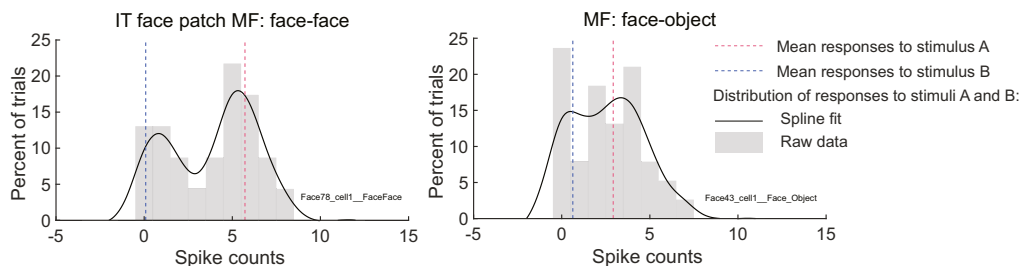 IT face patch MF: face-face
25
20
15
10
5
0
Percent of trials
-5 0 5 10 15
Spike counts
Face78_cell1__FaceFace
MF: face-object
25
20
15
10
5
0
Percent of trials
-5 0 5 10 15
Spike counts
Face43_cell1__Face_Object
Mean responses to stimulus A
Mean responses to stimulus B
Distribution of responses to stimuli A and B:
Spline fit
Raw data